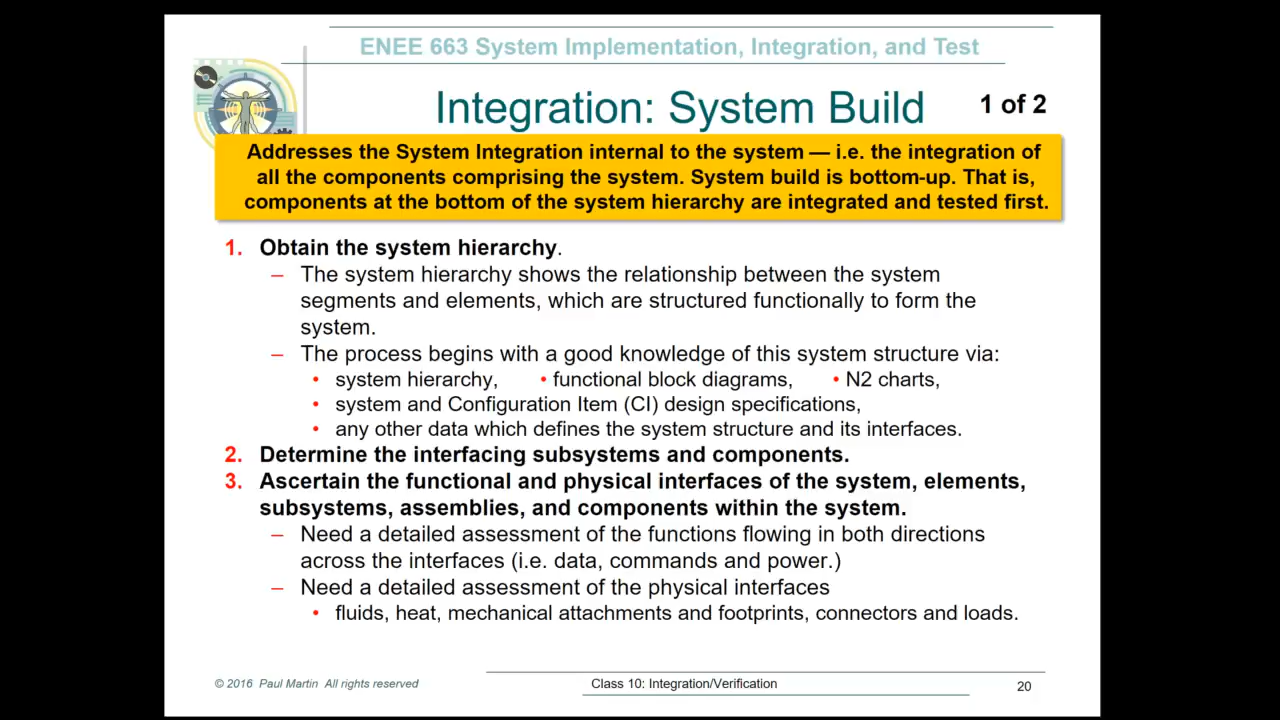 ENEE 663 System Implementation, Integration, and Test
Integration: System Build 1 of 2
Addresses the System Integration internal to the system — i.e. the integration of
all the components comprising the system. System build is bottom-up. That is,
components at the bottom of the system hierarchy are integrated and tested first.
1. Obtain the system hierarchy.
– The system hierarchy shows the relationship between the system
segments and elements, which are structured functionally to form the
system.
– The process begins with a good knowledge of this system structure via:
• system hierarchy, • functional block diagrams, • N2 charts,
• system and Configuration Item (CI) design specifications,
• any other data which defines the system structure and its interfaces.
2. Determine the interfacing subsystems and components.
3. Ascertain the functional and physical interfaces of the system, elements,
subsystems, assemblies, and components within the system.
– Need a detailed assessment of the functions flowing in both directions
across the interfaces (i.e. data, commands and power.)
– Need a detailed assessment of the physical interfaces
• fluids, heat, mechanical attachments and footprints, connectors and loads.
© 2016 Paul Martin All rights reserved Class 10: Integration/Verification 20